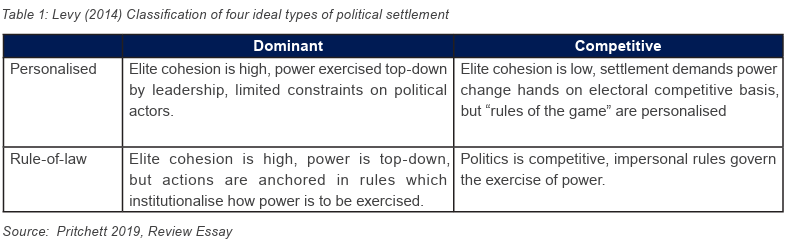 Table 1: Levy (2014) Classification of four ideal types of political settlement
Dominant
Competitive
Personalised
Elite cohesion is high, power exercised top-down
by leadership, limited constraints on political
actors.
Elite cohesion is low, settlement demands power
change hands on electoral competitive basis,
but “rules of the game” are personalised
Rule-of-law
Elite cohesion is high, power is top-down,
but actions are anchored in rules which
institutionalise how power is to be exercised.
Politics is competitive, impersonal rules govern
the exercise of power.
Source: Pritchett 2019, Review Essay